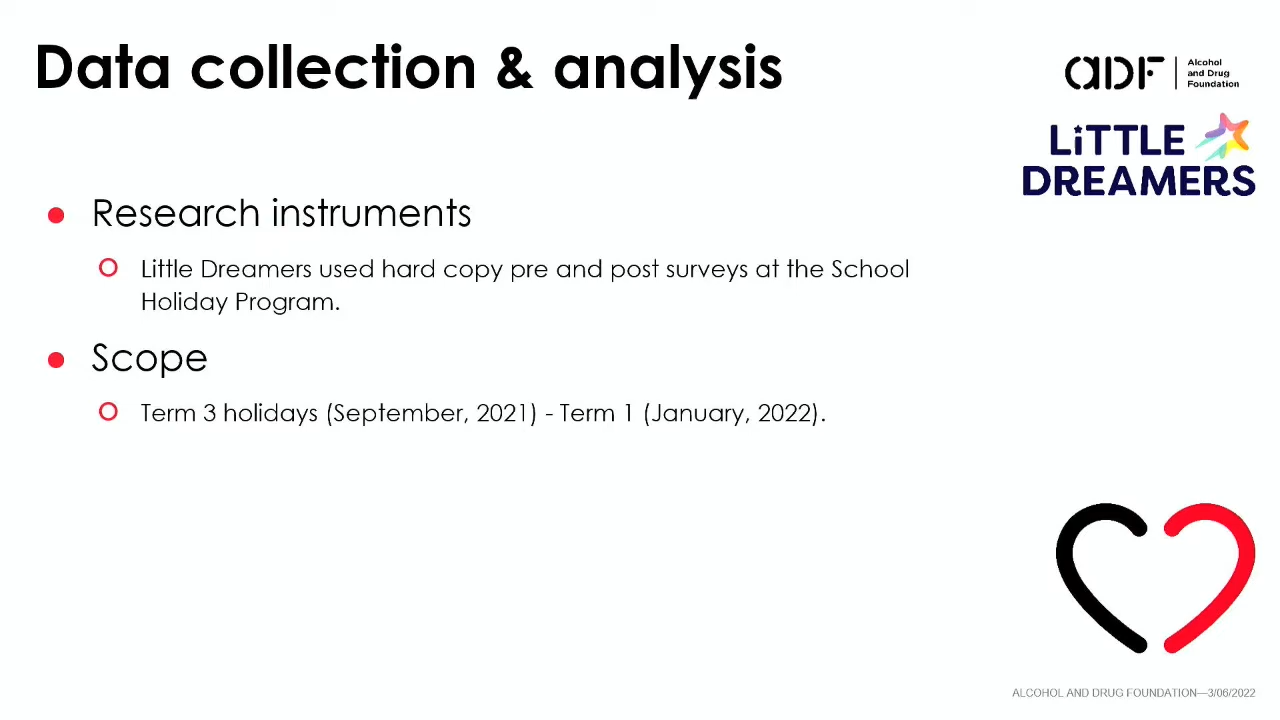 Data collection & analysis
aDF
Alcohol
and Drug
Foundation
LiTTLE
DREAMERS
● Research instruments
○ Little Dreamers used hard copy pre and post surveys at the School
Holiday Program.
● Scope
○ Term 3 holidays (September, 2021) - Term 1 (January, 2022).
ALCOHOL AND DRUG FOUNDATION—3/06/2022